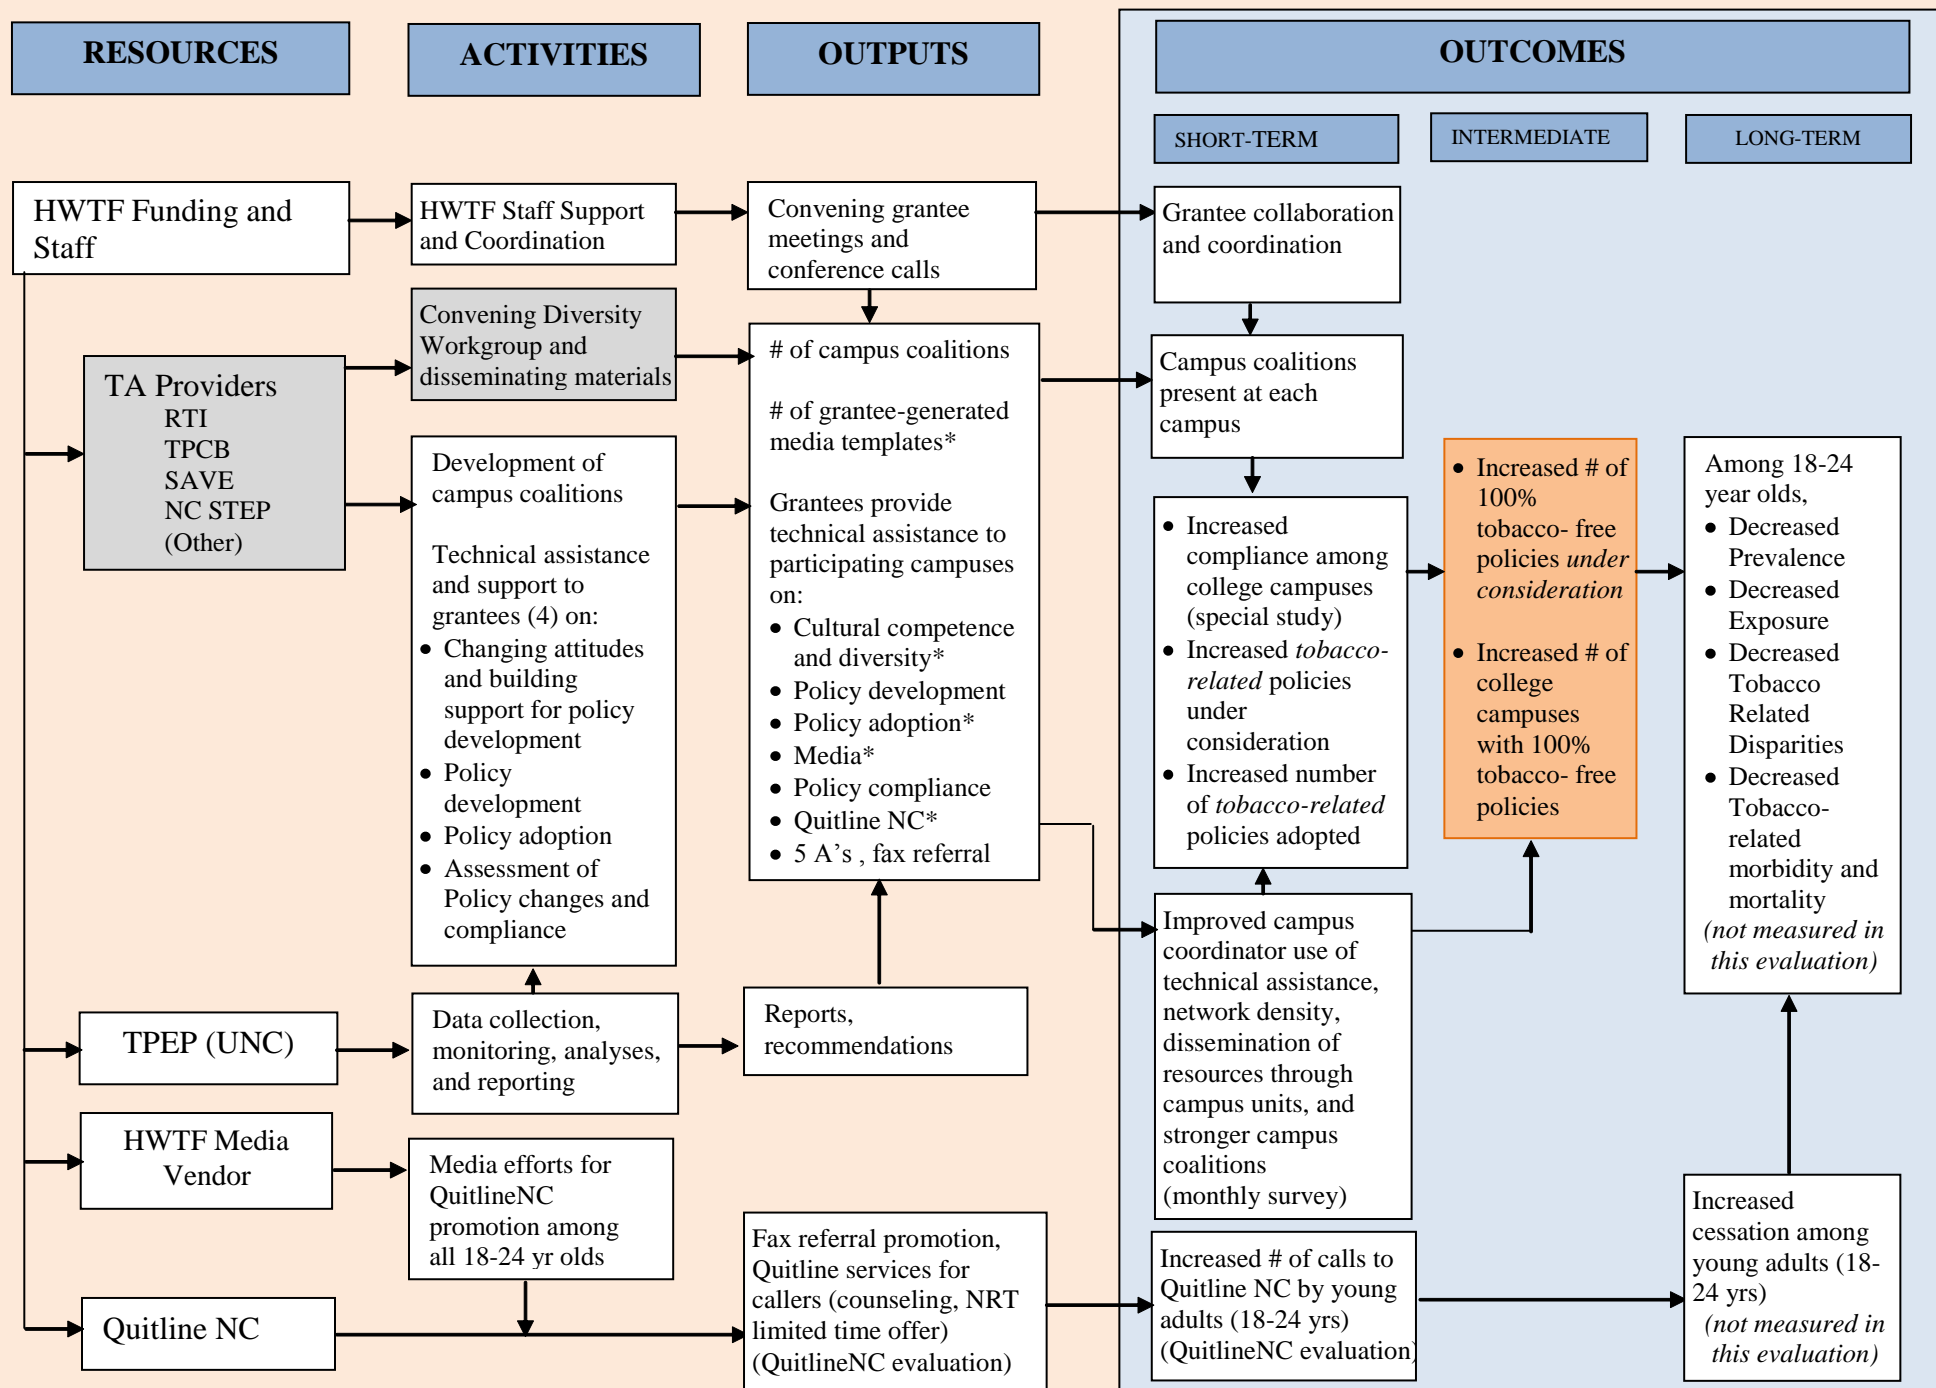 RESOURCES
ACTIVITIES
OUTPUTS
OUTCOMES
SHORT-TERM
INTERMEDIATE
LONG-TERM
HWTF Funding and
Staff
HWTF Staff Support
and Coordination
Convening grantee
meetings and
conference calls
Grantee collaboration
and coordination
TA Providers
RTI
TPCB
SAVE
NC STEP
(Other)
Convening Diversity
Workgroup and
disseminating materials
Development of
campus coalitions
Technical assistance
and support to
grantees (4) on:
• Changing attitudes
and building
support for policy
development
• Policy
development
• Policy adoption
• Assessment of
Policy changes and
compliance
# of campus coalitions
# of grantee-generated
media templates*
Grantees provide
technical assistance to
participating campuses
on:
• Cultural competence
and diversity*
• Policy development
• Policy adoption*
• Media*
• Policy compliance
• Quitline NC*
• 5 A's , fax referral
Campus coalitions
present at each
campus
• Increased
compliance among
college campuses
(special study)
• Increased tobacco-
related policies
under
consideration
• Increased number
of tobacco-related
policies adopted
• Increased # of
100%
tobacco- free
policies under
consideration
• Increased # of
college
campuses
with 100%
tobacco- free
policies
Among 18-24
year olds,
• Decreased
Prevalence
• Decreased
Exposure
• Decreased
Tobacco
Related
Disparities
• Decreased
Tobacco-
related
morbidity and
mortality
(not measured in
this evaluation)
TPEP (UNC)
Data collection,
monitoring, analyses,
and reporting
Reports,
recommendations
Improved campus
coordinator use of
technical assistance,
network density,
dissemination of
resources through
campus units, and
stronger campus
coalitions
(monthly survey)
HWTF Media
Vendor
Media efforts for
QuitlineNC
promotion among
all 18-24 yr olds
Quitline NC
Fax referral promotion,
Quitline services for
callers (counseling, NRT
limited time offer)
(QuitlineNC evaluation)
Increased # of calls to
Quitline NC by young
adults (18-24 yrs)
(QuitlineNC evaluation)
Increased
cessation among
young adults (18-
24 yrs)
(not measured in
this evaluation)